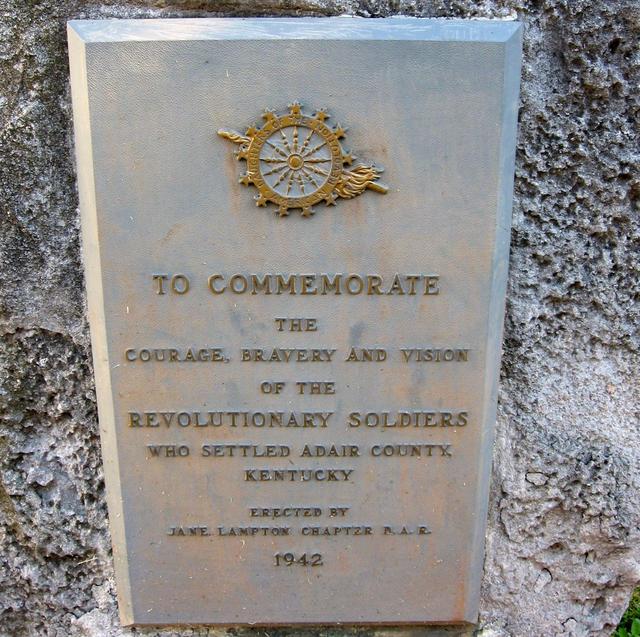 TO COMMEMORATE
THE
COURAGE, BRAVERY AND VISION
OF THE
REVOLUTIONARY SOLDIERS
WHO SETTLED ADAIR COUNTY,
KENTUCKY
ERECTED BY
JANE LAMPTON CHAPTER D.A.R.
1942